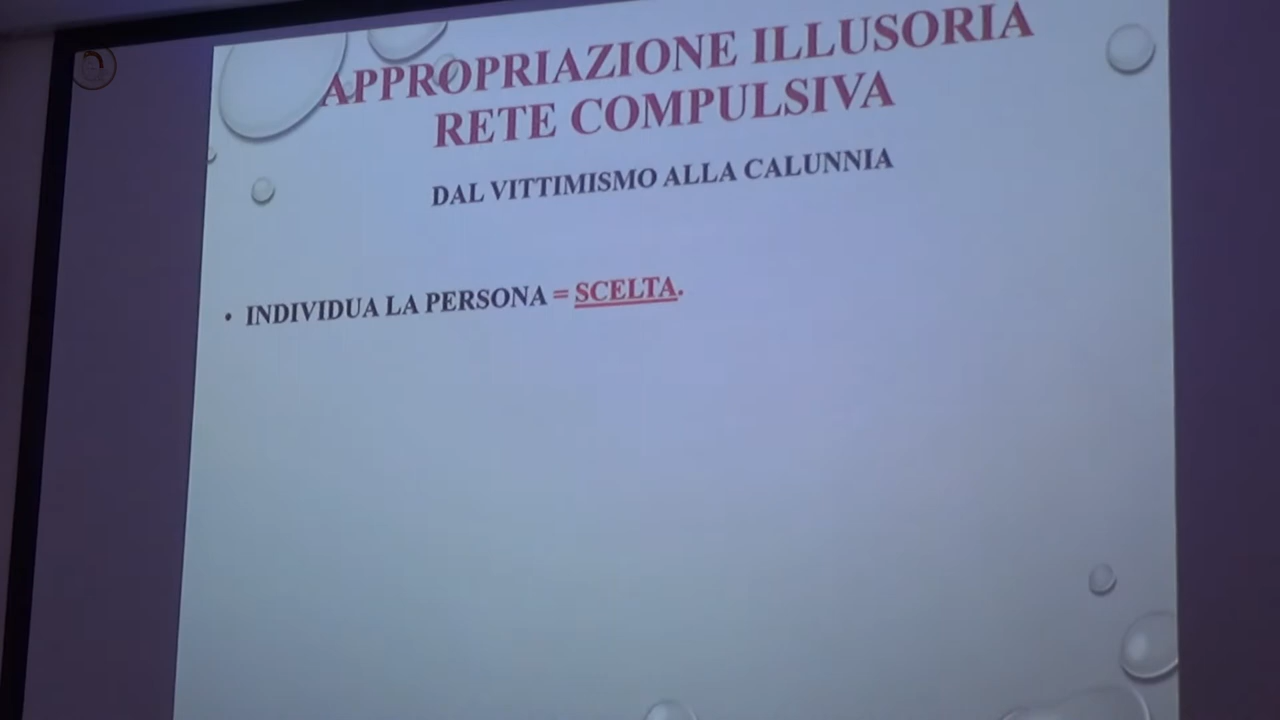 APPROPRIAZIONE ILLUSORIA
RETE COMPULSIVA
DAL VITTIMISMO ALLA CALUNNIA
• INDIVIDUA LA PERSONA = SCELTA.